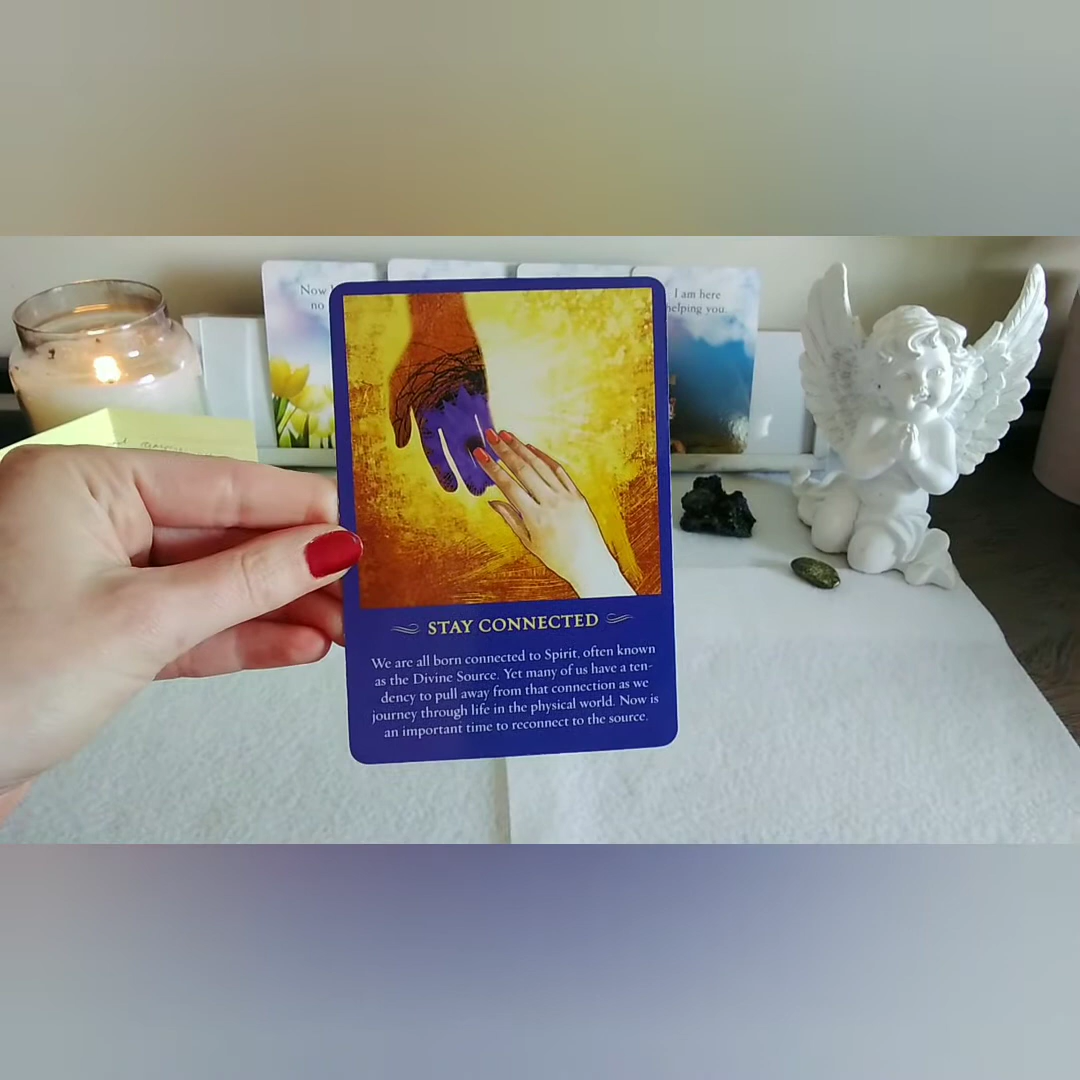 Now
no
I am here
helping you.
STAY CONNECTED
We are all born connected to Spirit, often known
as the Divine Source. Yet many of us have a ten-
dency to pull away from that connection as we
journey through life in the physical world. Now is
an important time to reconnect to the source.